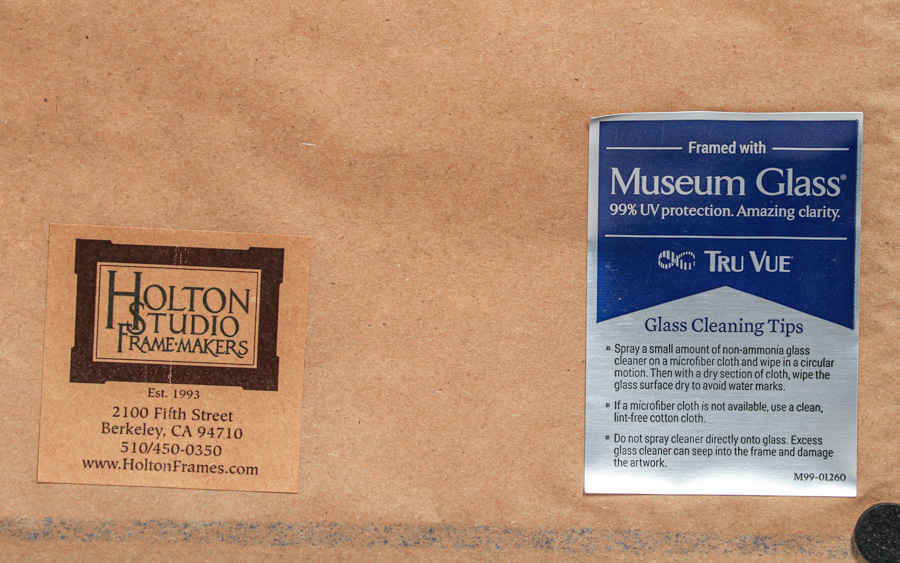 HOLTON
STUDIO
FRAME-MAKERS
Est. 1993
2100 Fifth Street
Berkeley, CA 94710
510/450-0350
www.HoltonFrames.com
Framed with
Museum Glass®
99% UV protection. Amazing clarity.
TRU VUE
Glass Cleaning Tips
Spray a small amount of non-ammonia glass
cleaner on a microfiber cloth and wipe in a circular
motion. Then with a dry section of cloth, wipe the
glass surface dry to avoid water marks.
If a microfiber cloth is not available, use a clean,
lint-free cotton cloth.
Do not spray cleaner directly onto glass. Excess
glass cleaner can seep into the frame and damage
the artwork.
M99-01260